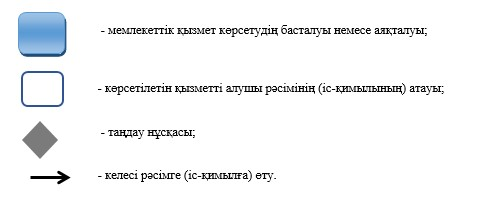 - мемлекеттік қызмет көрсетудің басталуы немесе аяқталуы;
- көрсетілетін қызметті алушы рәсімінің (іс-қимылының) атауы;
- таңдау нұсқасы;
- келесі рәсімге (іс-қимылға) өту.